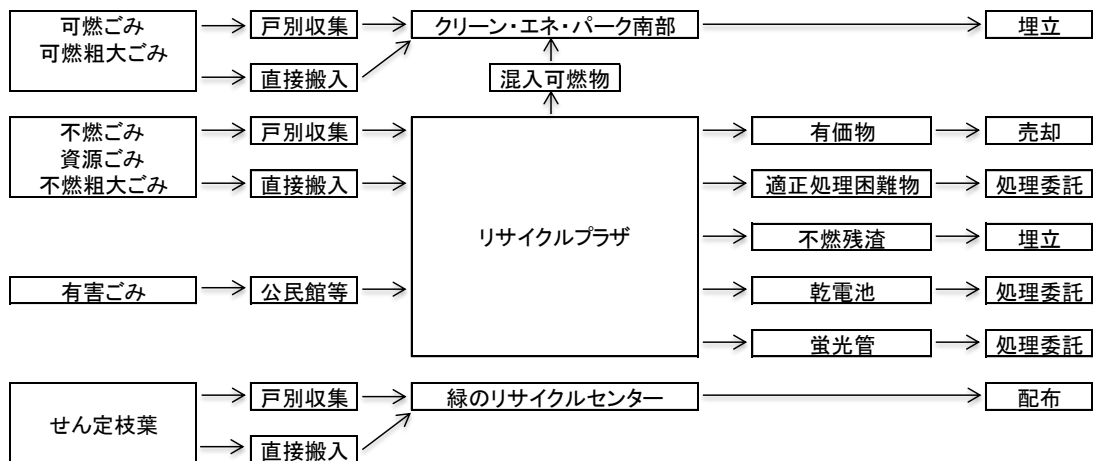 可燃ごみ
可燃粗大ごみ
戸別収集
直接搬入
クリーン・エネ・パーク南部
埋立
混入可燃物
不燃ごみ
資源ごみ
不燃粗大ごみ
戸別収集
直接搬入
有害ごみ
公民館等
リサイクルプラザ
有価物
売却
適正処理困難物
処理委託
不燃残渣
埋立
乾電池
処理委託
蛍光管
処理委託
せん定枝葉
戸別収集
直接搬入
緑のリサイクルセンター
配布